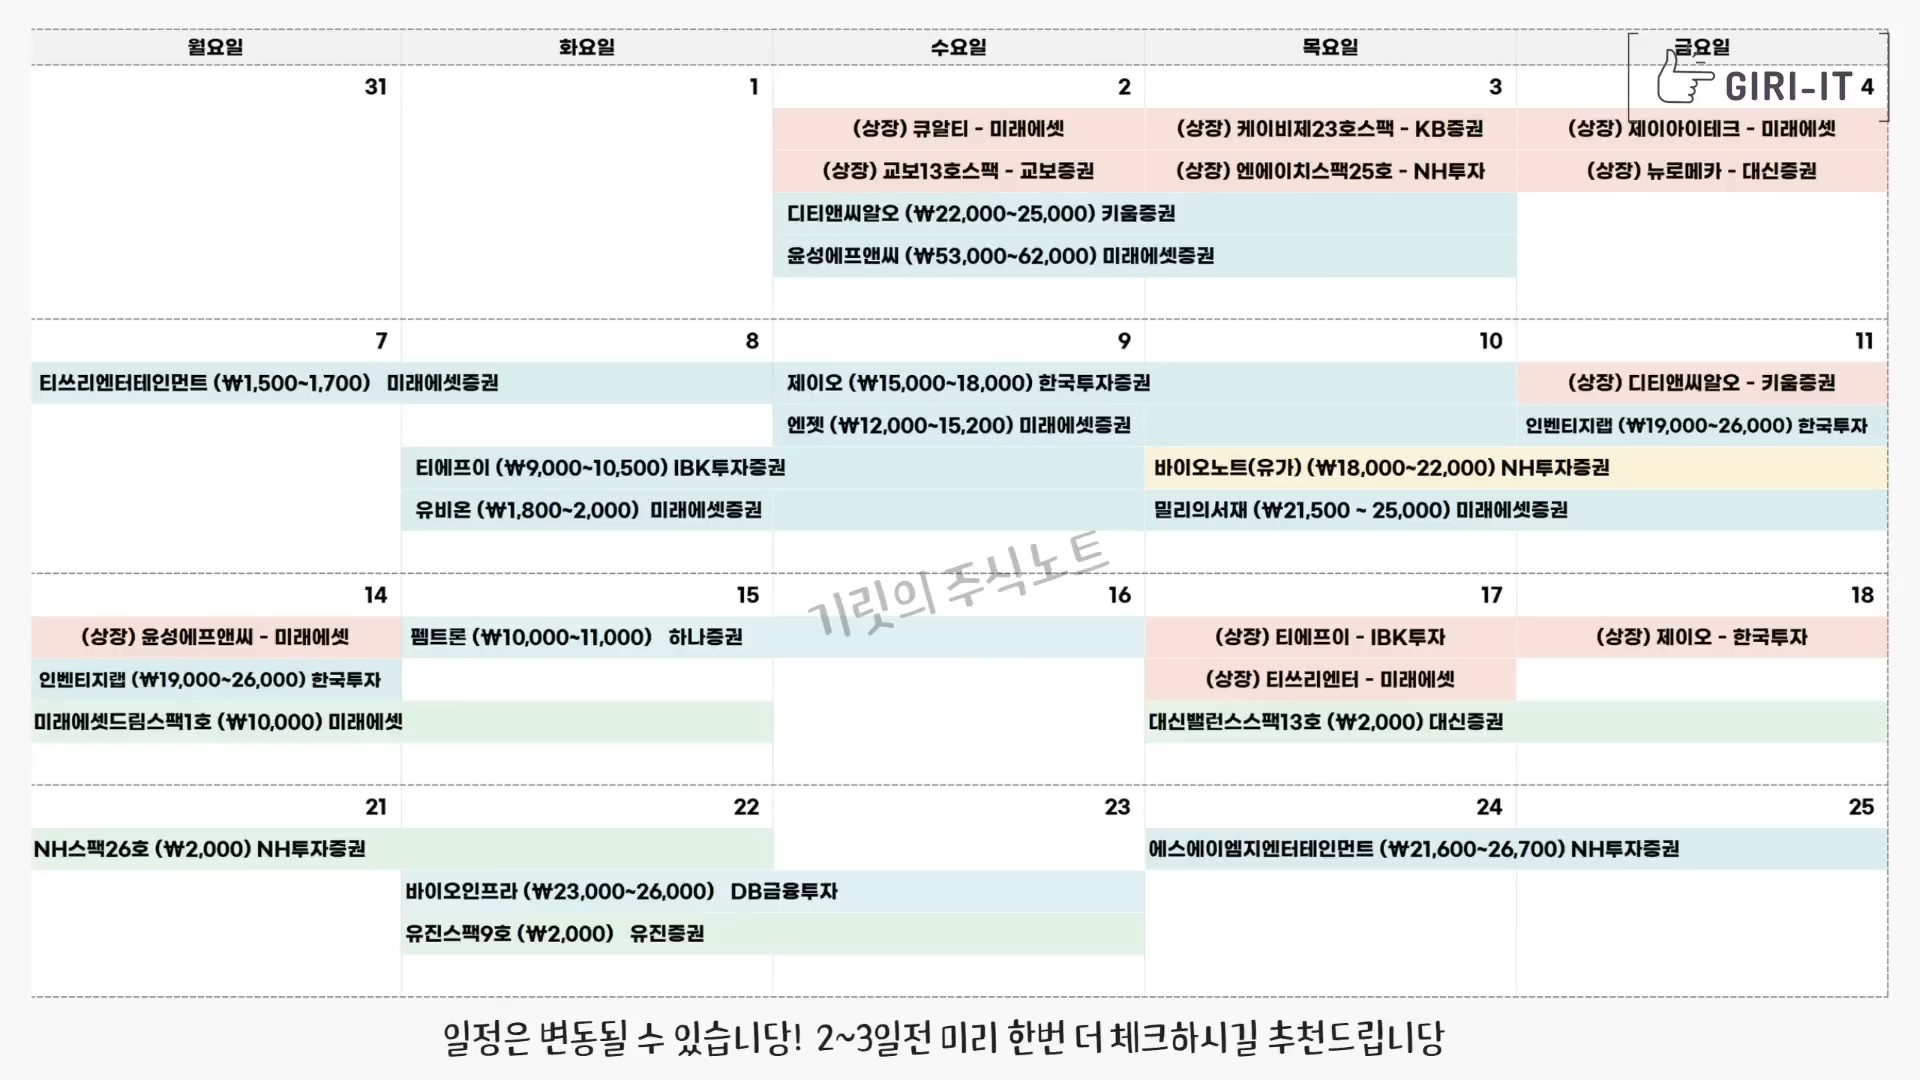 월요일 화요일 수요일 목요일 금요일
GIRI-IT
31 1 2 3 4
(상장) 큐알티 - 미래에셋 (상장) 케이비제23호스팩 - KB증권 (상장) 제이아이테크 - 미래에셋
(상장) 교보13호스팩 - 교보증권 (상장) 엔에이치스팩25호 - NH투자 (상장) 뉴로메카 - 대신증권
디티앤씨알오 (₩22,000~25,000) 키움증권
윤성에프앤씨 (₩53,000~62,000) 미래에셋증권
7 8 9 10 11
티쓰리엔터테인먼트 (₩1,500~1,700) 미래에셋증권 제이오 (₩15,000~18,000) 한국투자증권 (상장) 디티앤씨알오 - 키움증권
엔젯 (₩12,000~15,200) 미래에셋증권 인벤티지랩 (₩19,000~26,000) 한국투자
티에프이 (₩9,000~10,500) IBK투자증권 바이오노트(유가) (₩18,000~22,000) NH투자증권
유비온 (₩1,800~2,000) 미래에셋증권 밀리의서재 (₩21,500 ~ 25,000) 미래에셋증권
기릿의 주식노트
14 15 16 17 18
(상장) 윤성에프앤씨 - 미래에셋 펨트론 (₩10,000~11,000) 하나증권 (상장) 티에프이 - IBK투자 (상장) 제이오 - 한국투자
인벤티지랩 (₩19,000~26,000) 한국투자 (상장) 티쓰리엔터 - 미래에셋
미래에셋드림스팩1호 (₩10,000) 미래에셋 대신밸런스스팩13호 (₩2,000) 대신증권
21 22 23 24 25
NH스팩26호 (₩2,000) NH투자증권 에스에이엠지엔터테인먼트 (₩21,600~26,700) NH투자증권
바이오인프라 (₩23,000~26,000) DB금융투자
유진스팩9호 (₩2,000) 유진증권
일정은 변동될 수 있습니당! 2~3일전 미리 한번 더 체크하시길 추천드립니당